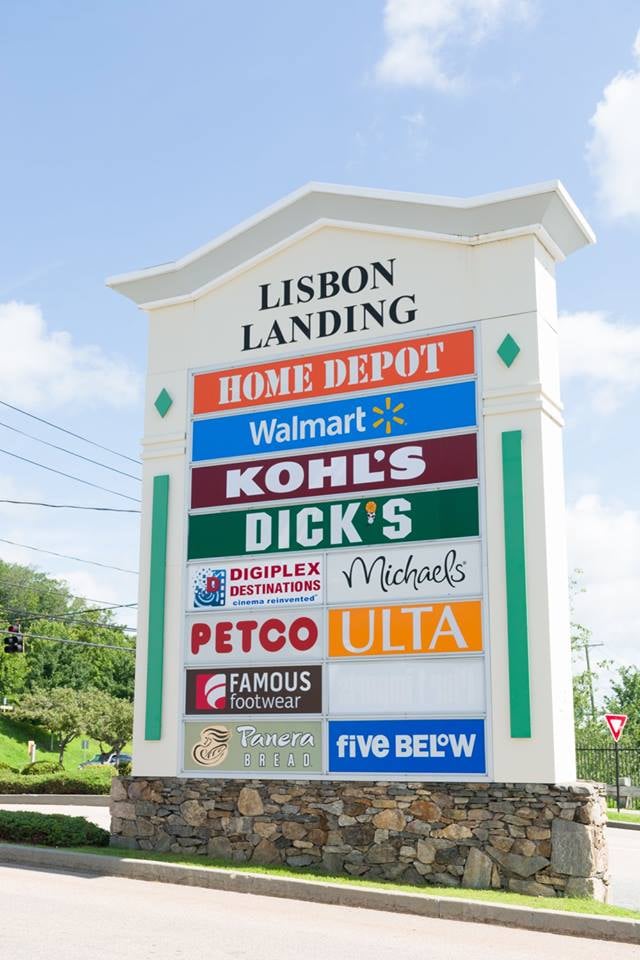 LISBON
LANDING
HOME DEPOT
Walmart
KOHL'S
DICK'S
DIGIPLEX
DESTINATIONS
cinema reinvented
Michaels
PETCO
ULTA
FAMOUS
footwear
Panera
BREAD
five BELOW